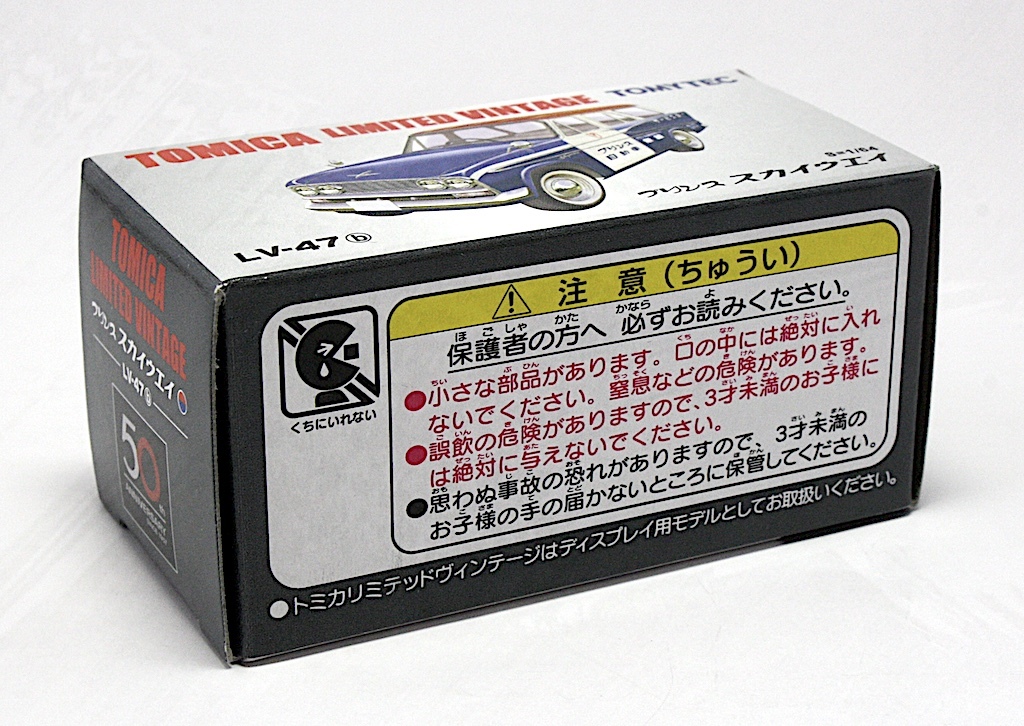 TOMICA LIMITED VINTAGE TOMYTEC
プリンス
自動車
S=1/64
LV-47 b プリンス スカイウエイ
TOMICA
LIMITED VINTAGE
プリンス スカイウエイ
LV-47 b
50th
ANNIVERSARY
くちにいれない
注 意 (ちゅうい)
保護者の方へ 必ずお読みください。
●小さな部品があります。口の中には絶対に入れ
ないでください。窒息などの危険があります。
●誤飲の危険がありますので、3才未満のお子様に
は絶対に与えないでください。
●思わぬ事故の恐れがありますので、3才未満の
お子様の手の届かないところに保管してください。
●トミカリミテッドヴィンテージはディスプレイ用モデルとしてお取扱いください。